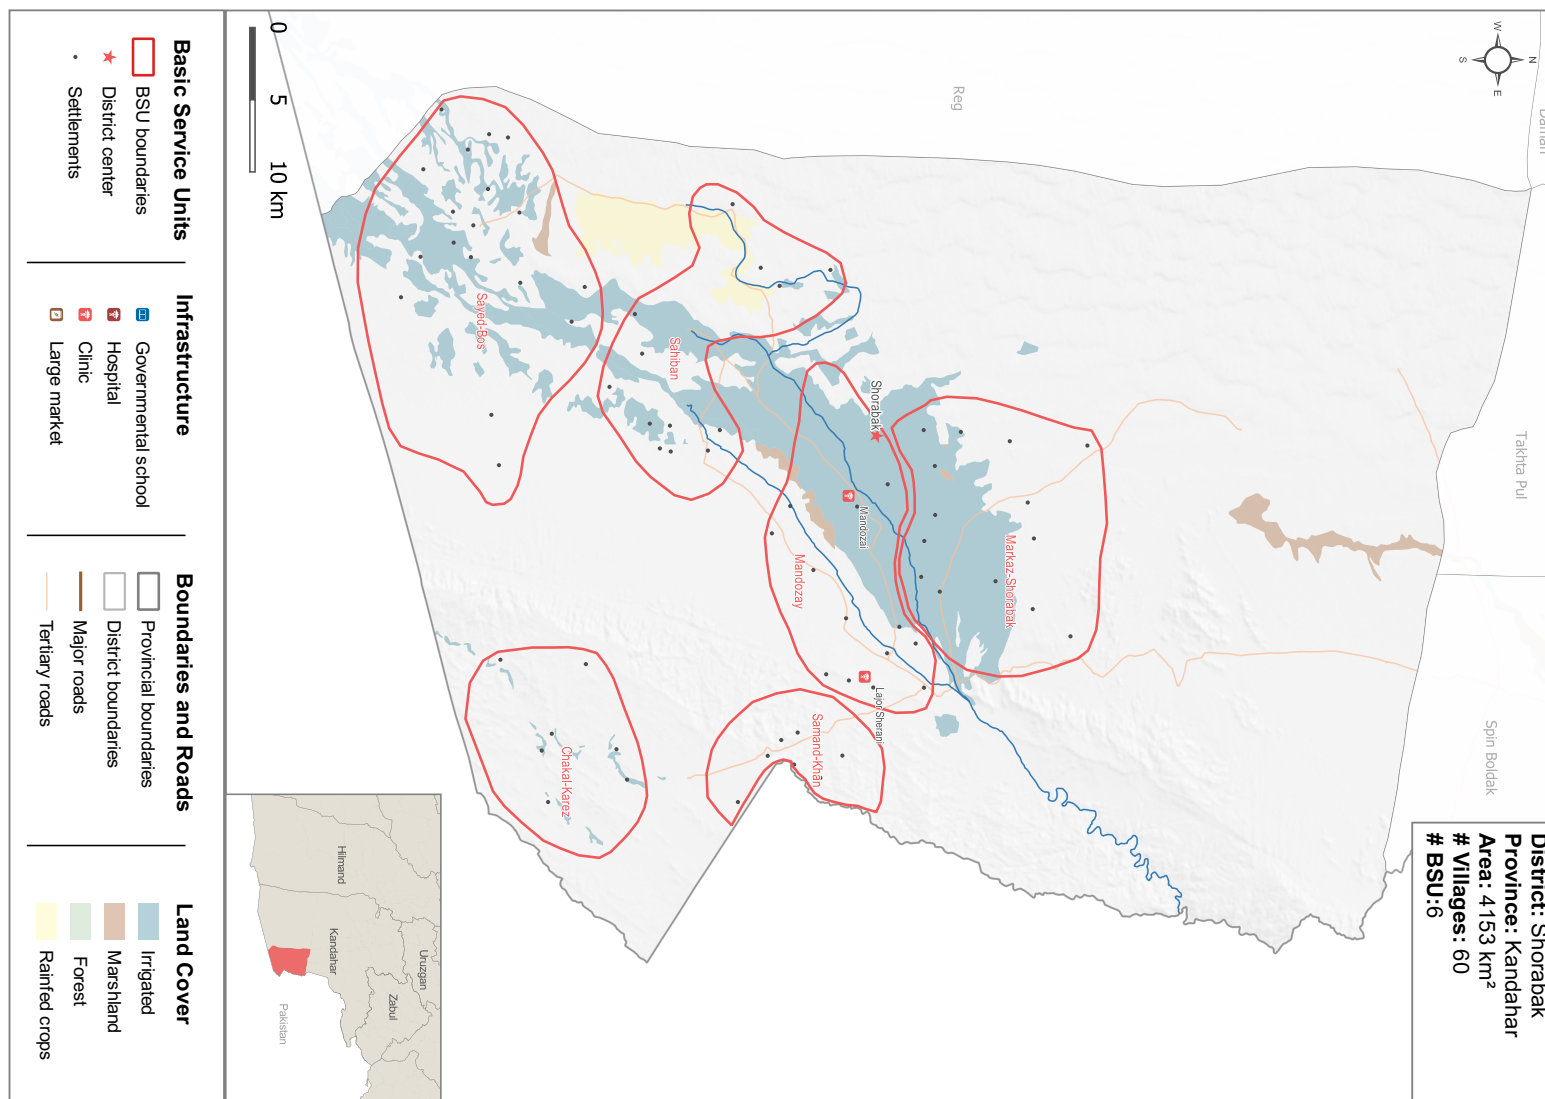 District: Shorabak
Province: Kandahar
Area: 4153 km²
# Villages: 60
# BSU:6
W
N
S
E
Reg
Takhta Pul
Spin Boldak
Shorabak
Mandozai
Lajor Sherani
Markaz-Shorabak
Mandozay
Samand-Khan
Sahiban
Sayed-Bos
Chakal-Karez
0
5
10 km
Basic Service Units
BSU boundaries
District center
Settlements
Infrastructure
Governmental school
Hospital
Clinic
Large market
Boundaries and Roads
Provincial boundaries
District boundaries
Major roads
Tertiary roads
Land Cover
Irrigated
Marshland
Forest
Rainfed crops
Hilmand
Kandahar
Uruzgan
Zabul
Pakistan